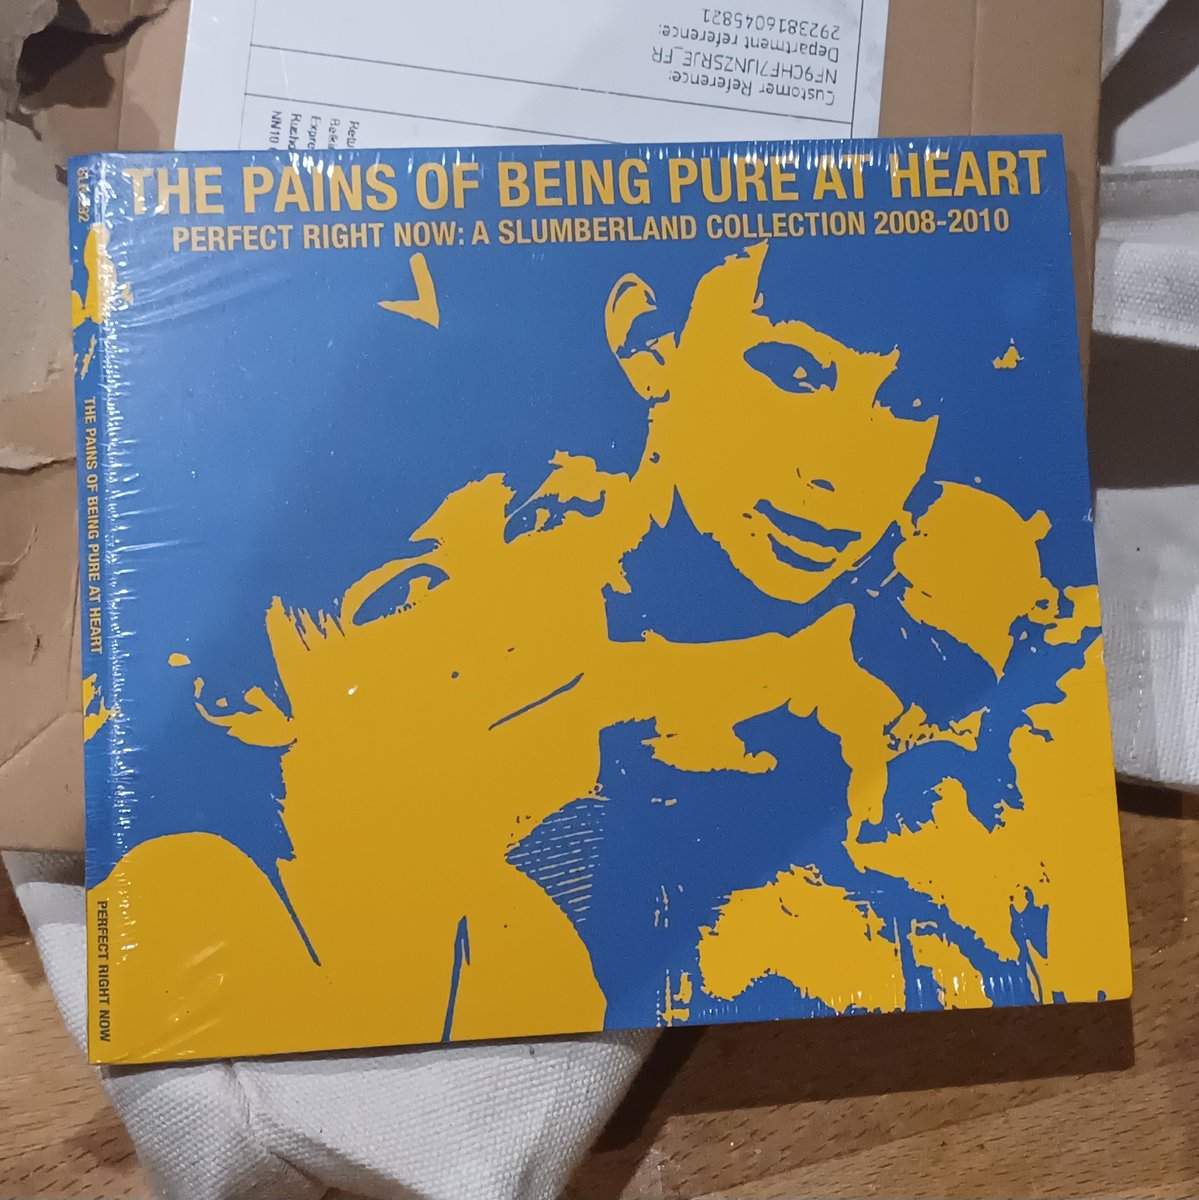 Customer Reference:
NF9CHF7IJNZSRJE_FR
Department reference:
2923816045821
THE PAINS OF BEING PURE AT HEART
PERFECT RIGHT NOW: A SLUMBERLAND COLLECTION 2008-2010
THE PAINS OF BEING PURE AT HEART
PERFECT RIGHT NOW